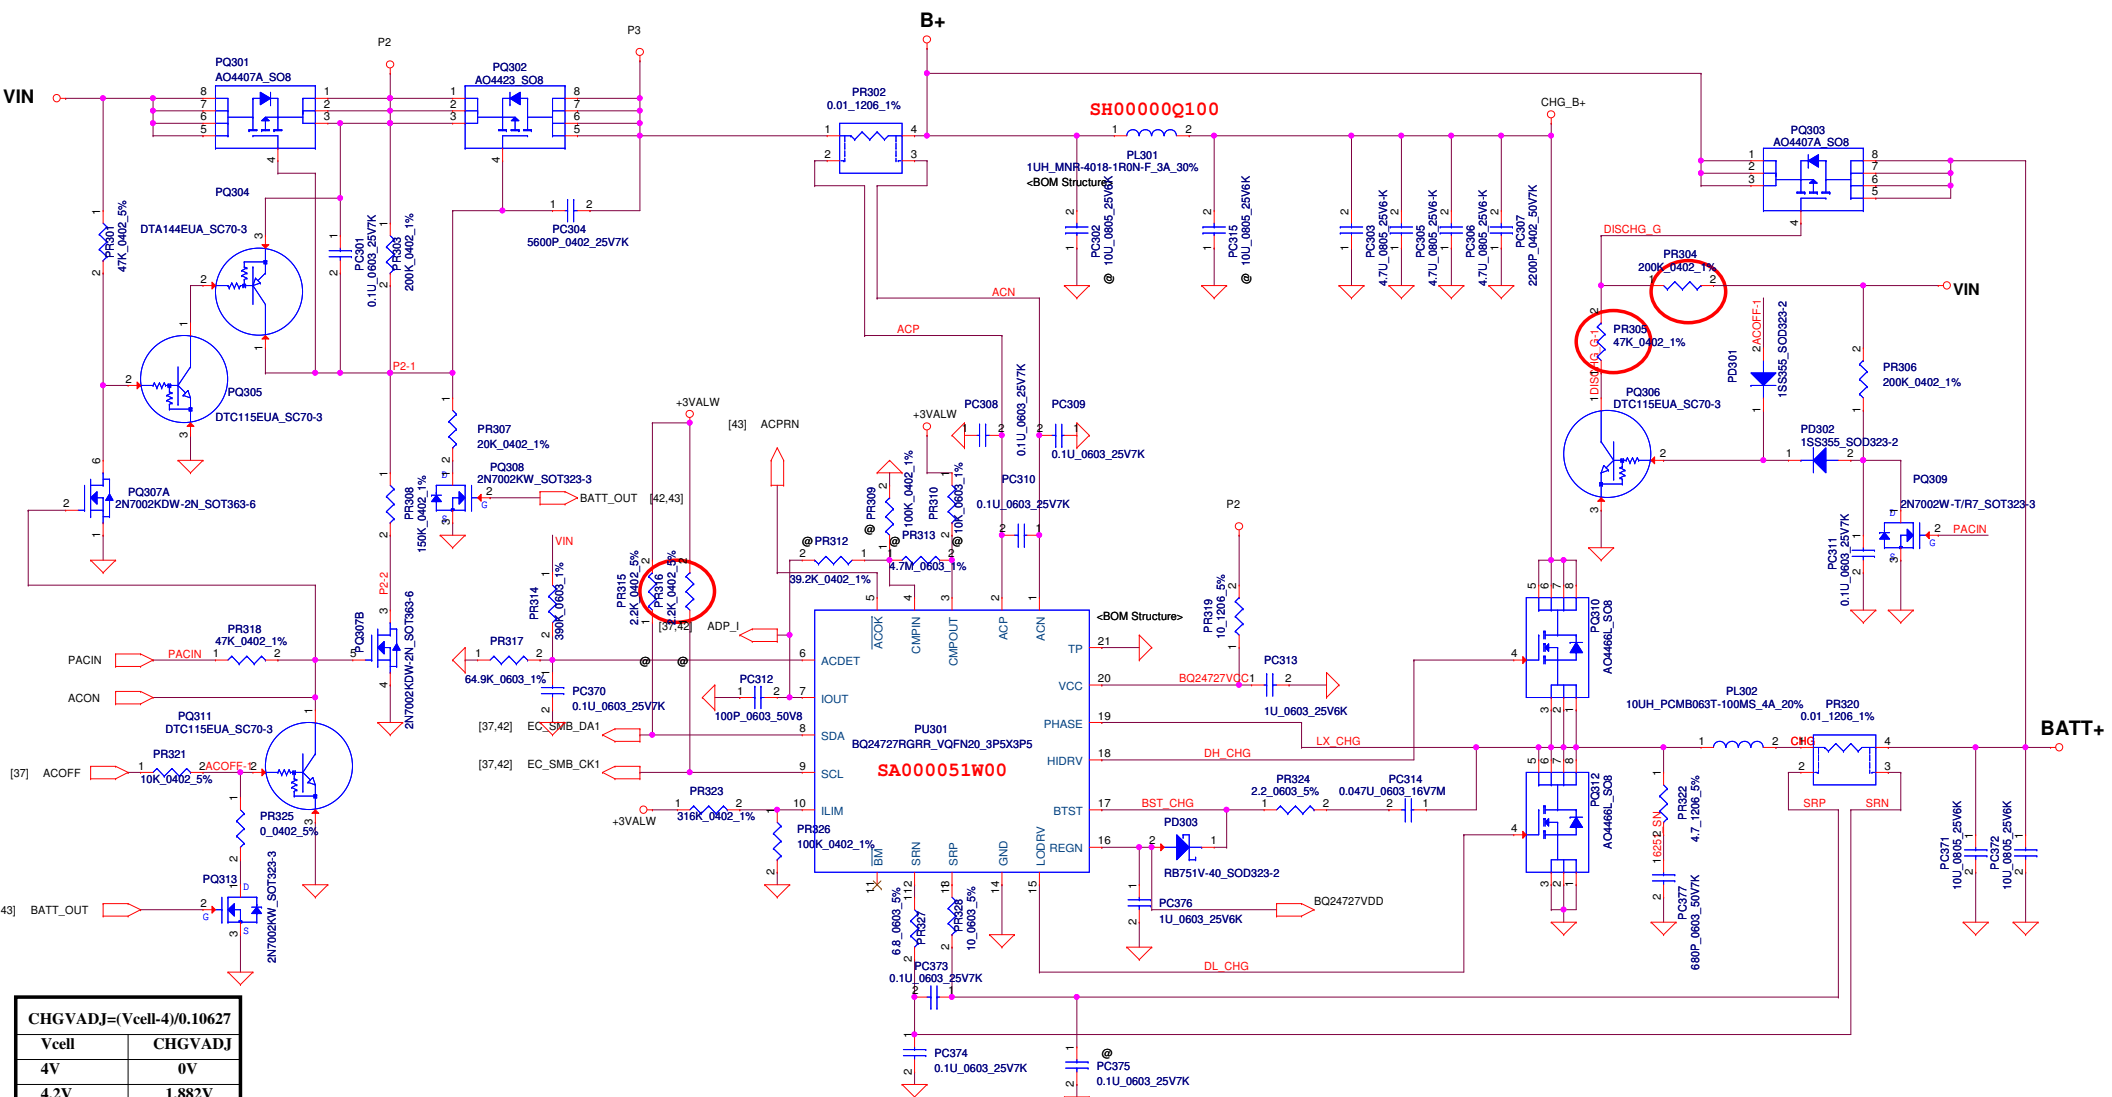 B+
P3
P2
VIN
PQ301
AO4407A_SO8
PQ302
AO4423_SO8
PR302
0.01_1206_1%
SH00000Q100
PL301
1UH_MNR-4018-1R0N-F_3A_30%
<BOM Structure>
CHG_B+
PQ303
AO4407A_SO8
PR301
47K_0402_5%
PQ304
DTA144EUA_SC70-3
PC301
0.1U_0603_25V7K
PR303
200K_0402_1%
PC304
5600P_0402_25V7K
PC302
10U_0805_25V6K
@
PC315
10U_0805_25V6K
@
PC303
4.7U_0805_25V6-K
PC305
4.7U_0805_25V6-K
PC306
4.7U_0805_25V6-K
PC307
2200P_0402_50V7K
DISCHG_G
PR304
200K_0402_1%
VIN
ACN
ACP
PR305
47K_0402_1%
DISCHG_G-1
ACOFF-1
PD301
1SS355_SOD323-2
PR306
200K_0402_1%
PQ305
DTC115EUA_SC70-3
P2-1
PQ306
DTC115EUA_SC70-3
PD302
1SS355_SOD323-2
PR307
20K_0402_1%
PQ308
2N7002KW_SOT323-3
BATT_OUT [42,43]
+3VALW
[43] ACPRN
+3VALW
PC308
0.1U_0603_25V7K
PC309
0.1U_0603_25V7K
PC310
0.1U_0603_25V7K
PQ307A
2N7002KDW-2N_SOT363-6
PR308
150K_0402_1%
P2-2
PR309
100K_0402_1%
@
PR310
10K_0603_1%
@
PR312
39.2K_0402_1%
@
PR313
4.7M_0603_1%
@
PQ309
2N7002W-T/R7_SOT323-3
PACIN
PC311
0.1U_0603_25V7K
P2
VIN
PR314
390K_0603_1%
PR315
2.2K_0402_5%
@
PR316
2.2K_0402_5%
@
[37,42] ADP_I
PR317
64.9K_0603_1%
PC370
0.1U_0603_25V7K
PC312
100P_0603_50V8
PR318
47K_0402_1%
PACIN
PACIN
ACON
PQ307B
2N7002KDW-2N_SOT363-6
PQ311
DTC115EUA_SC70-3
[37] ACOFF
PR321
10K_0402_5%
ACOFF-1
PR325
0_0402_5%
PQ313
2N7002KW_SOT323-3
43] BATT_OUT
[37,42] EC_SMB_DA1
[37,42] EC_SMB_CK1
+3VALW
PR323
316K_0402_1%
PR326
100K_0402_1%
PU301
BQ24727RGRR_VQFN20_3P5X3P5
SA000051W00
ACOK
CMPIN
CMPOUT
ACP
ACN
ACDET
IOUT
SDA
SCL
ILIM
BM
SRN
SRP
GND
LODRV
TP
VCC
PHASE
HIDRV
BTST
REGN
<BOM Structure>
PR319
10_1206_5%
BQ24727VCC
PC313
1U_0603_25V6K
LX_CHG
DH_CHG
BST_CHG
PR324
2.2_0603_5%
PC314
0.047U_0603_16V7M
PD303
RB751V-40_SOD323-2
PC376
1U_0603_25V6K
BQ24727VDD
DL_CHG
PQ310
AO4466L_SO8
PQ312
AO4466L_SO8
PL302
10UH_PCMB063T-100MS_4A_20%
PR320
0.01_1206_1%
CHG
BATT+
SRP
SRN
PR322
4.7_1206_5%
PC377
680P_0603_50V7K
PC371
10U_0805_25V6K
PC372
10U_0805_25V6K
PR327
6.8_0603_5%
PR328
10_0603_5%
PC373
0.1U_0603_25V7K
PC374
0.1U_0603_25V7K
@
PC375
0.1U_0603_25V7K
CHGVADJ=(Vcell-4)/0.10627
Vcell CHGVADJ
4V 0V
4.2V 1.882V